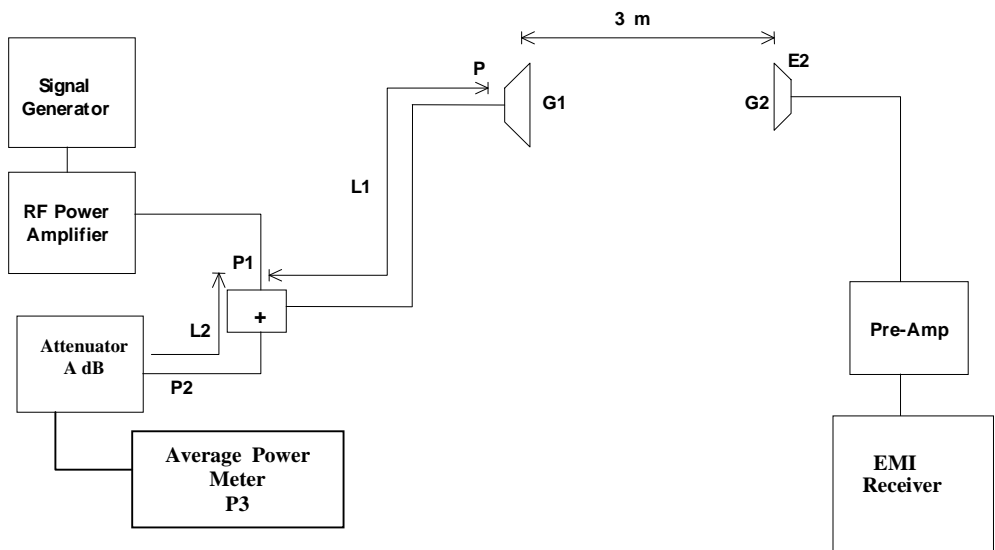 3 m
P
E2
G1
G2
Signal
Generator
L1
RF Power
Amplifier
P1
+
L2
Pre-Amp
Attenuator
A dB
P2
Average Power
Meter
P3
EMI
Receiver